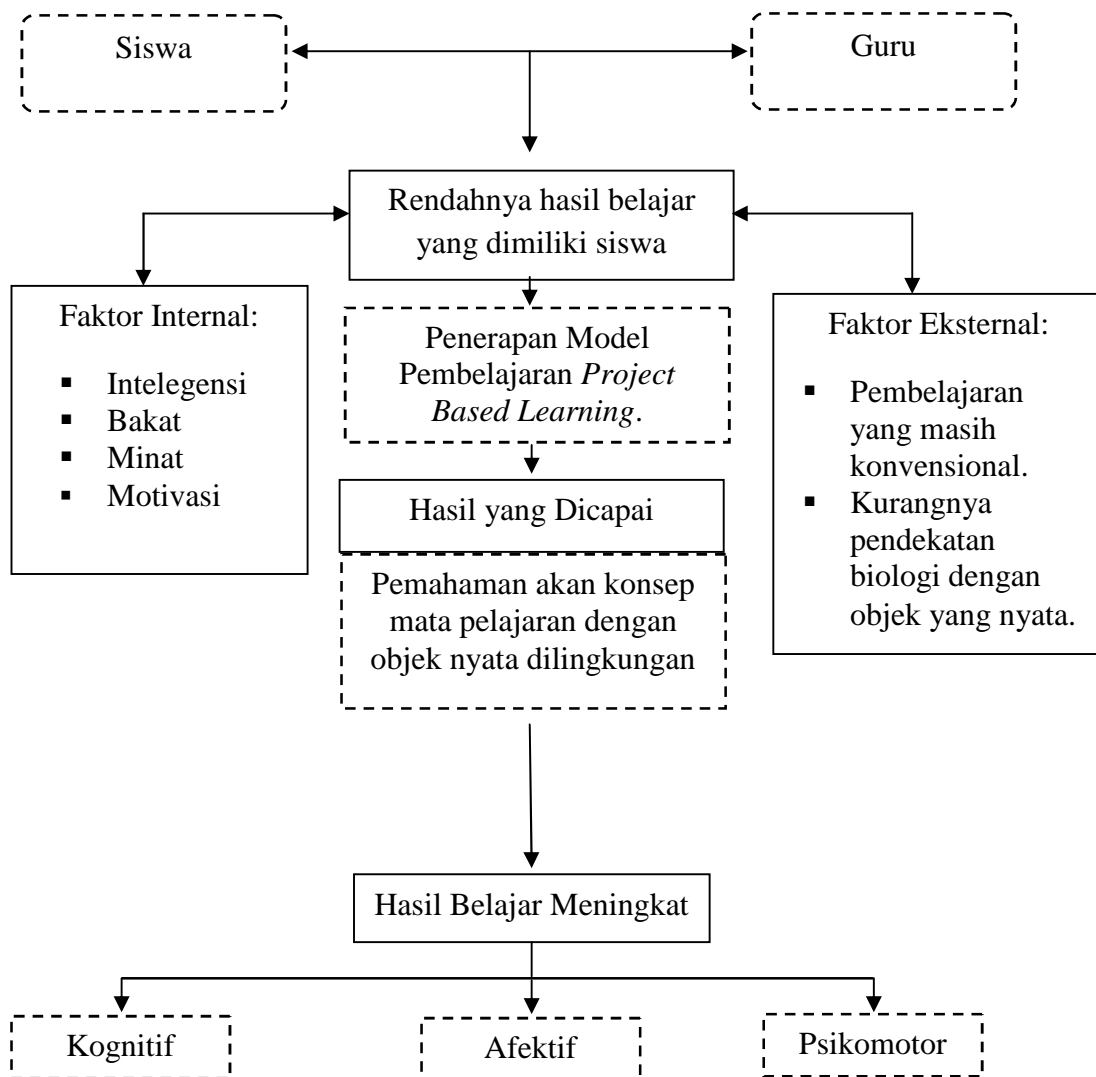 Siswa
Guru
Rendahnya hasil belajar
yang dimiliki siswa
Faktor Internal:
▪ Intelegensi
▪ Bakat
▪ Minat
▪ Motivasi
Penerapan Model
Pembelajaran Project
Based Learning.
Faktor Eksternal:
▪ Pembelajaran
yang masih
konvensional.
▪ Kurangnya
pendekatan
biologi dengan
objek yang nyata.
Hasil yang Dicapai
Pemahaman akan konsep
mata pelajaran dengan
objek nyata dilingkungan
Hasil Belajar Meningkat
Kognitif
Afektif
Psikomotor